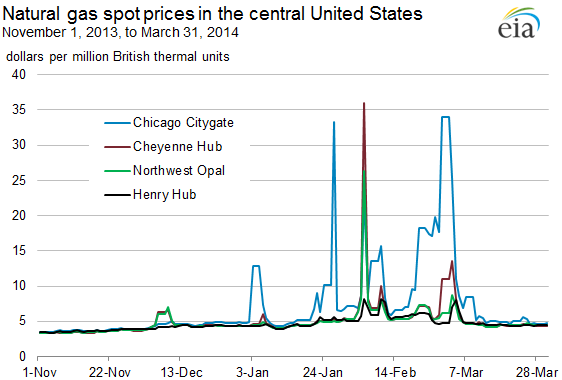 Natural gas spot prices in the central United States
November 1, 2013, to March 31, 2014
eia
dollars per million British thermal units
40
35
30
25
20
15
10
5
0
Chicago Citygate
Cheyenne Hub
Northwest Opal
Henry Hub
1-Nov 22-Nov 13-Dec 3-Jan 24-Jan 14-Feb 7-Mar 28-Mar